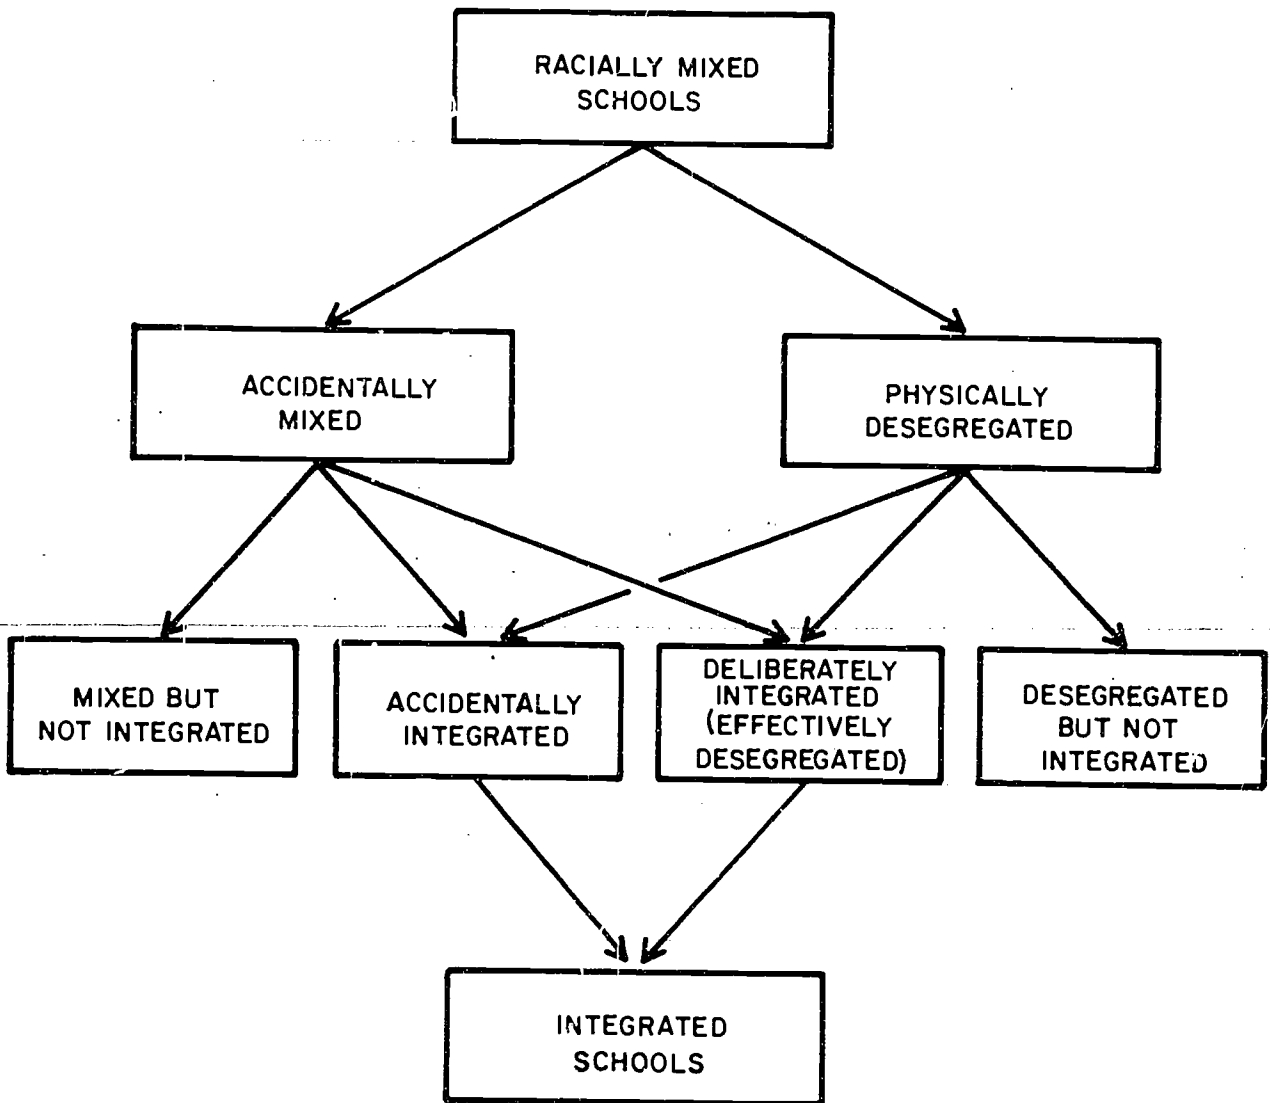 RACIALLY MIXED
SCHOOLS
ACCIDENTALLY
MIXED
PHYSICALLY
DESEGREGATED
MIXED BUT
NOT INTEGRATED
ACCIDENTALLY
INTEGRATED
DELIBERATELY
INTEGRATED
(EFFECTIVELY
DESEGREGATED)
DESEGREGATED
BUT NOT
INTEGRATED
INTEGRATED
SCHOOLS